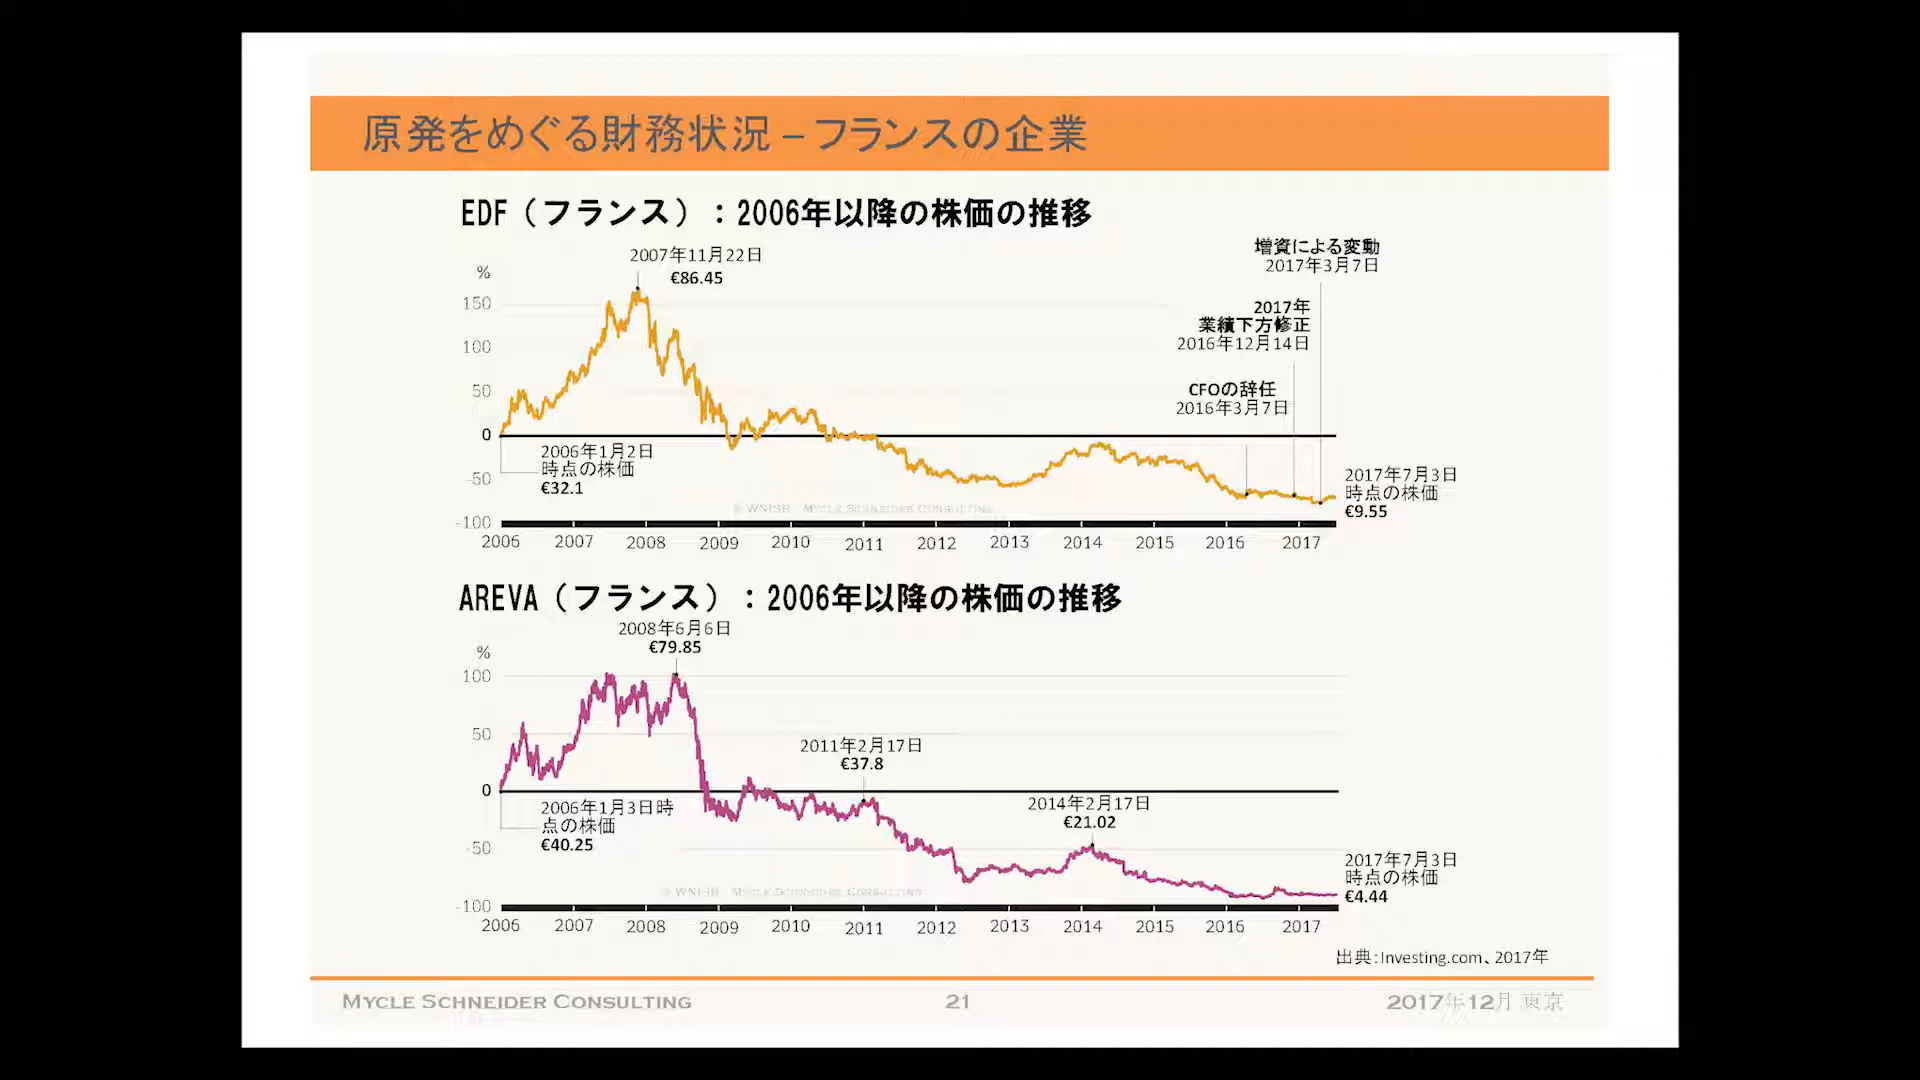 原発をめぐる財務状況 – フランスの企業
EDF（フランス）：2006年以降の株価の推移
2007年11月22日
€86.45
増資による変動
2017年3月7日
2017年
業績下方修正
2016年12月14日
CFOの辞任
2016年3月7日
%
150
100
50
0
-50
-100
2006年1月2日
時点の株価
€32.1
2017年7月3日
時点の株価
€9.55
© WNISR - MYCLE SCHNEIDER CONSULTING
2006 2007 2008 2009 2010 2011 2012 2013 2014 2015 2016 2017
AREVA（フランス）：2006年以降の株価の推移
2008年6月6日
€79.85
%
100
50
0
-50
-100
2011年2月17日
€37.8
2014年2月17日
€21.02
2006年1月3日時
点の株価
€40.25
2017年7月3日
時点の株価
€4.44
© WNISR - MYCLE SCHNEIDER CONSULTING
2006 2007 2008 2009 2010 2011 2012 2013 2014 2015 2016 2017
出典：Investing.com、2017年
MYCLE SCHNEIDER CONSULTING
21
2017年12月 東京